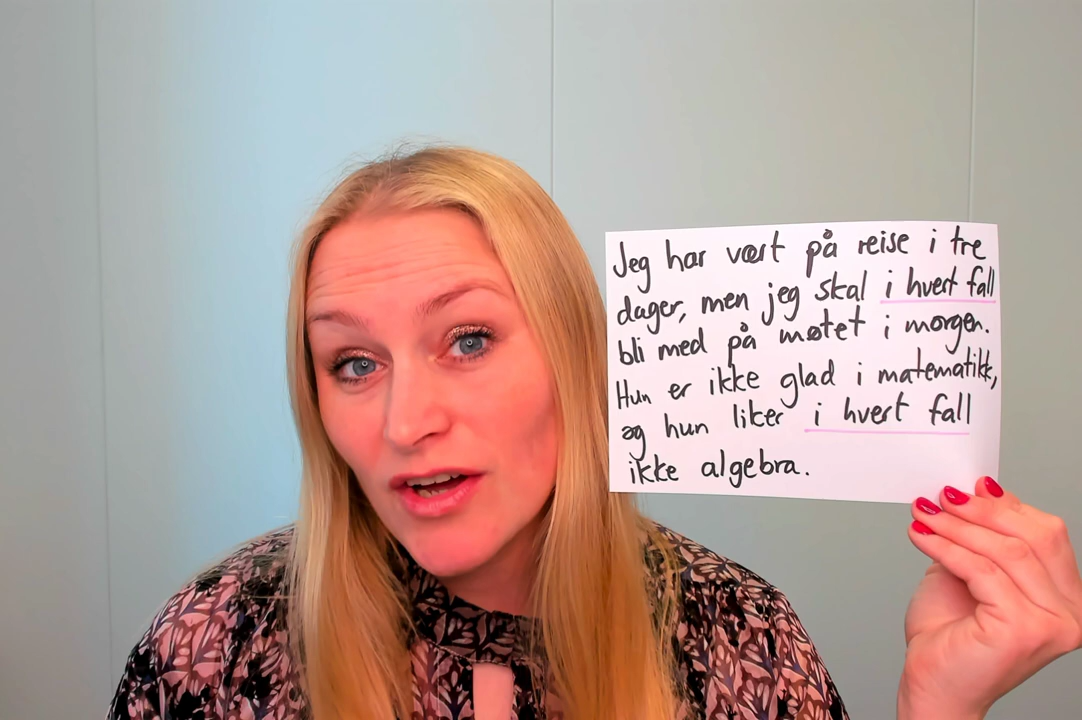 Jeg har vært på reise i tre
dager, men jeg skal i hvert fall
bli med på møtet i morgen.
Hun er ikke glad i matematikk,
og hun liker i hvert fall
ikke algebra.